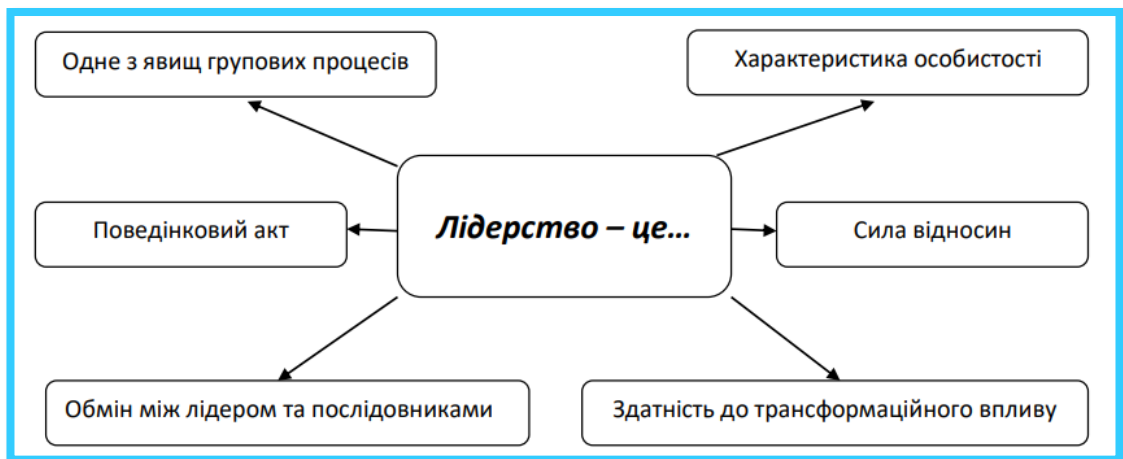 Одне з явищ групових процесів
Характеристика особистості
Лідерство – це...
Поведінковий акт
Сила відносин
Обмін між лідером та послідовниками
Здатність до трансформаційного впливу